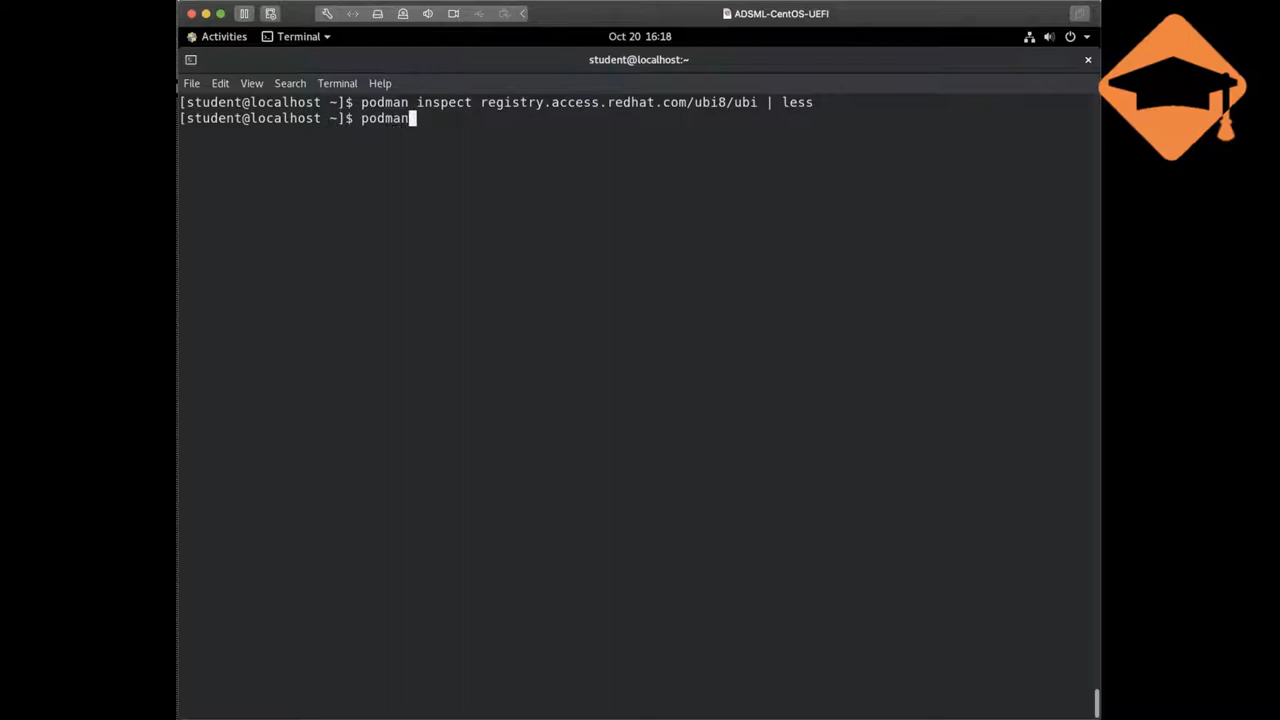 ADSML-CentOS-UEFI
Activities Terminal Oct 20 16:18
student@localhost:~
File Edit View Search Terminal Help
[student@localhost ~]$ podman inspect registry.access.redhat.com/ubi8/ubi | less
[student@localhost ~]$ podman